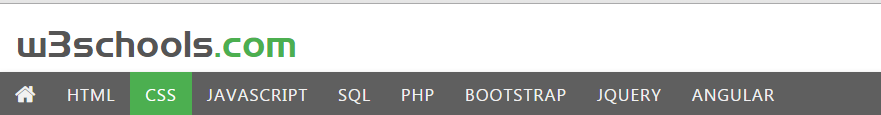 w3schools.com
HTML CSS JAVASCRIPT SQL PHP BOOTSTRAP JQUERY ANGULAR